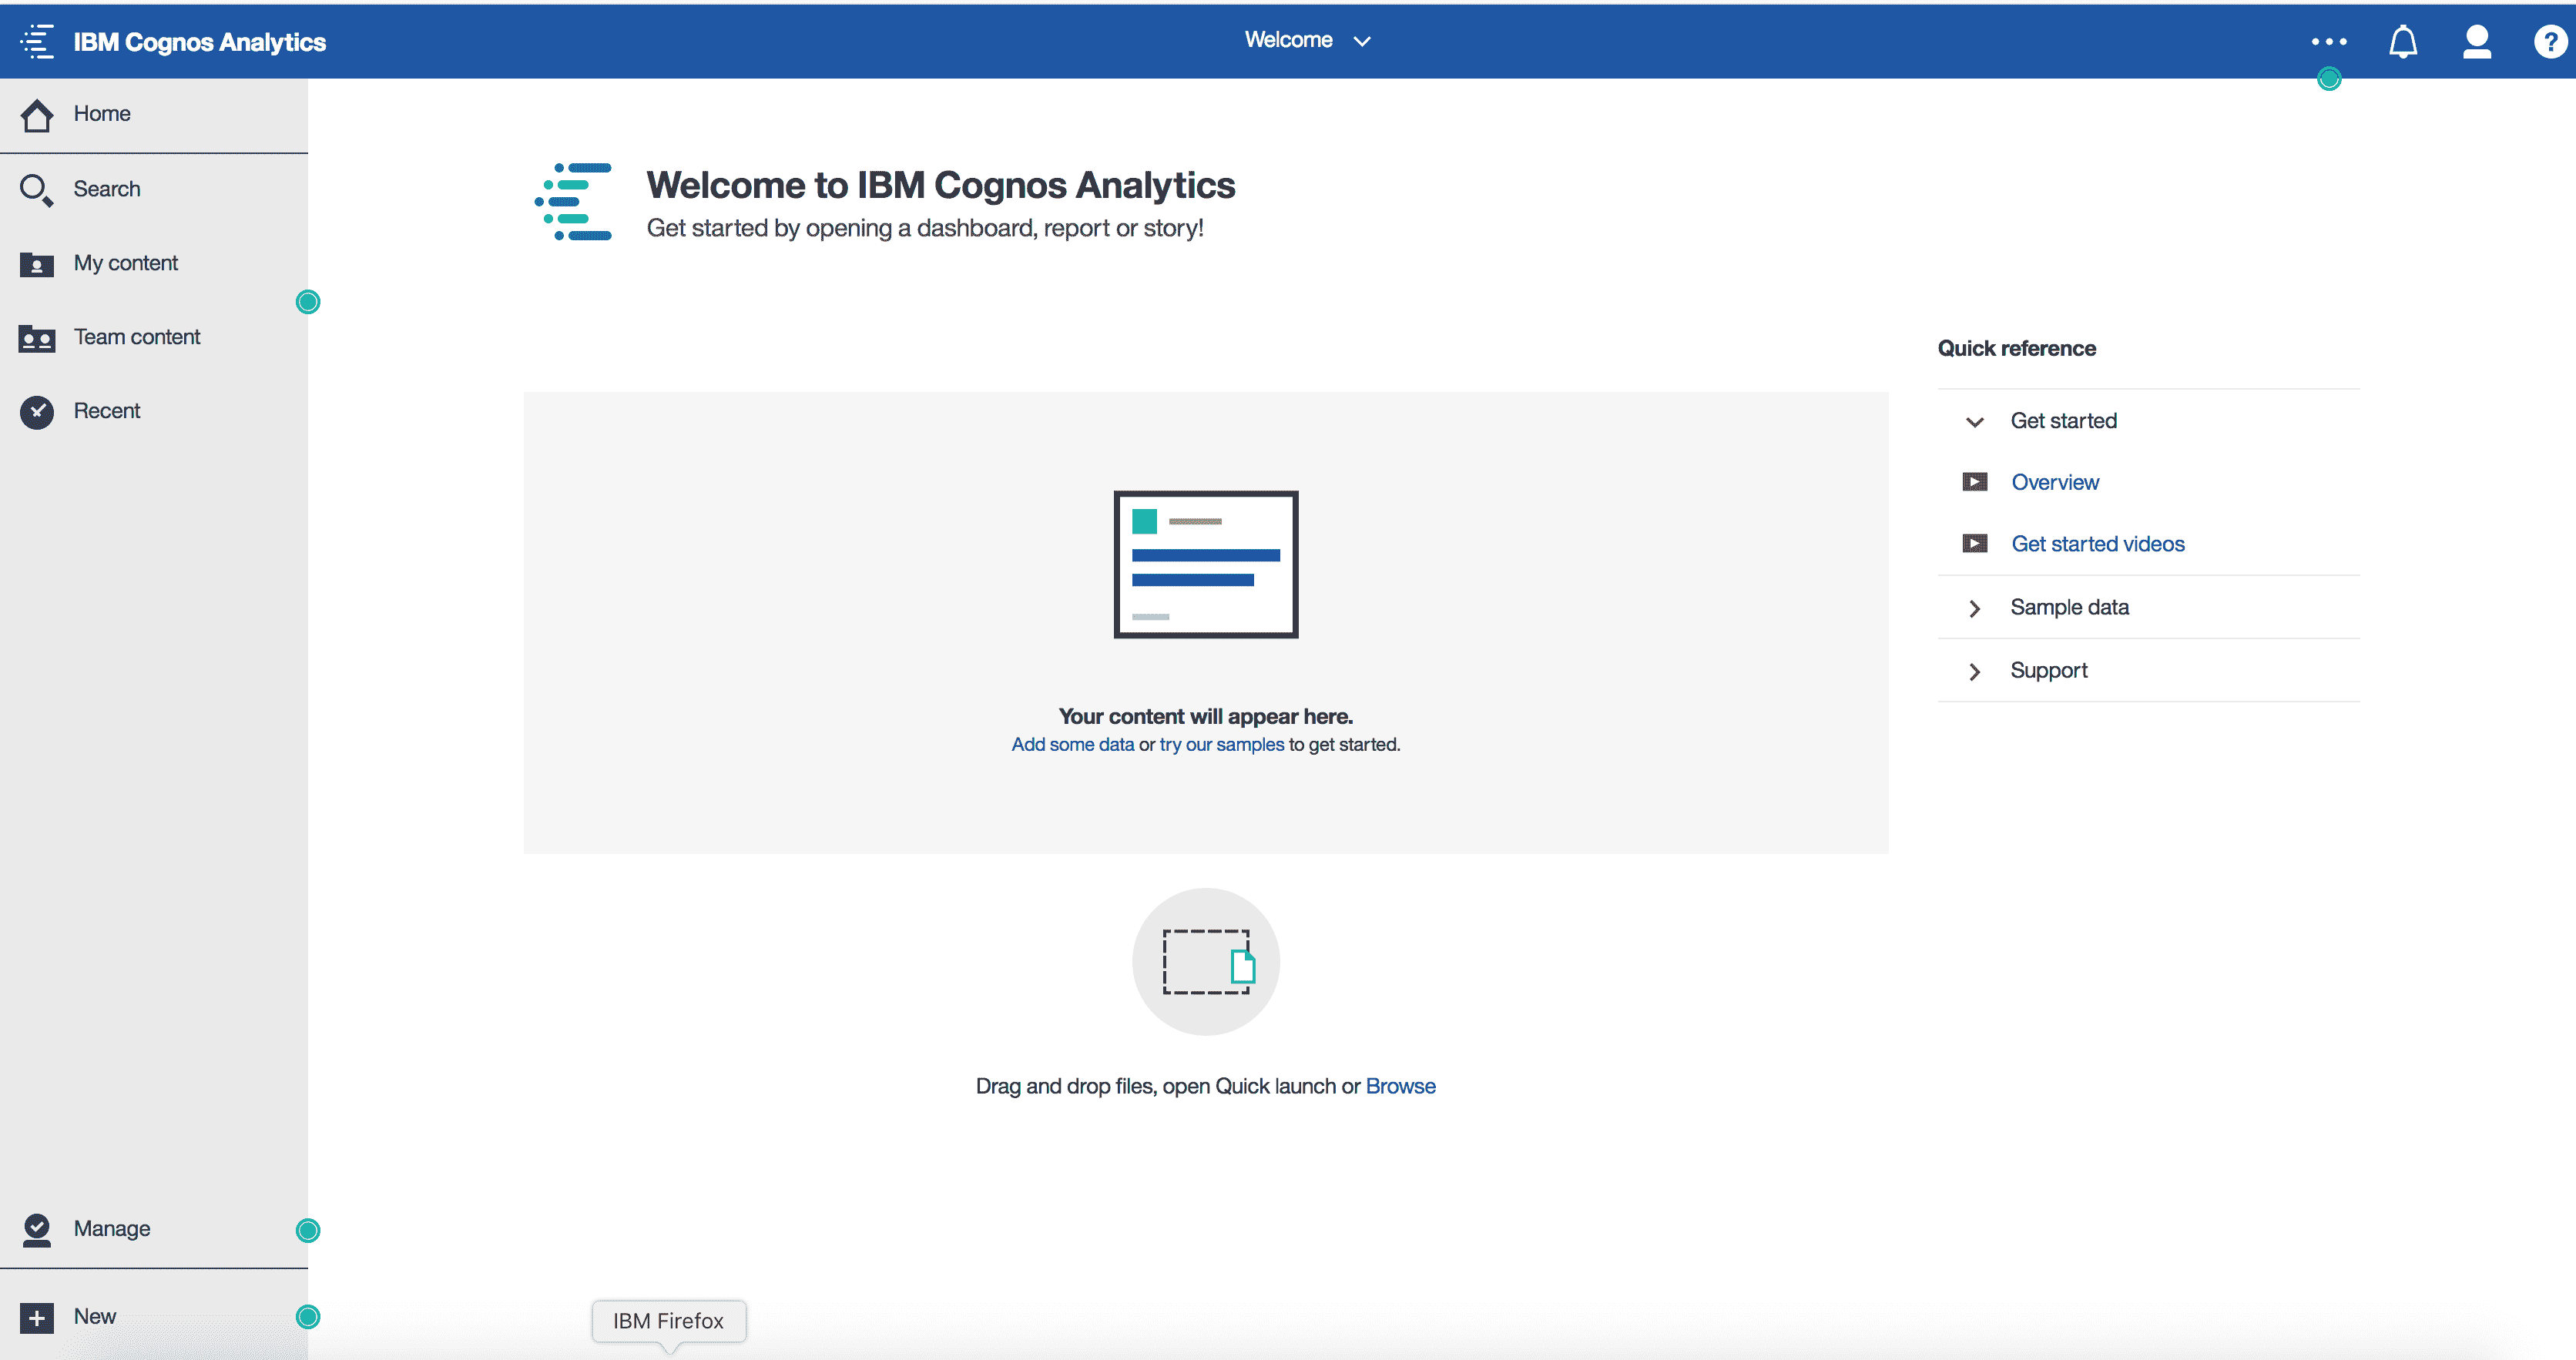 IBM Cognos Analytics
Welcome
?
Home
Search
My content
Team content
Recent
Welcome to IBM Cognos Analytics
Get started by opening a dashboard, report or story!
Quick reference
Get started
Overview
Get started videos
Sample data
Support
Your content will appear here.
Add some data or try our samples to get started.
Drag and drop files, open Quick launch or Browse
Manage
New
IBM Firefox